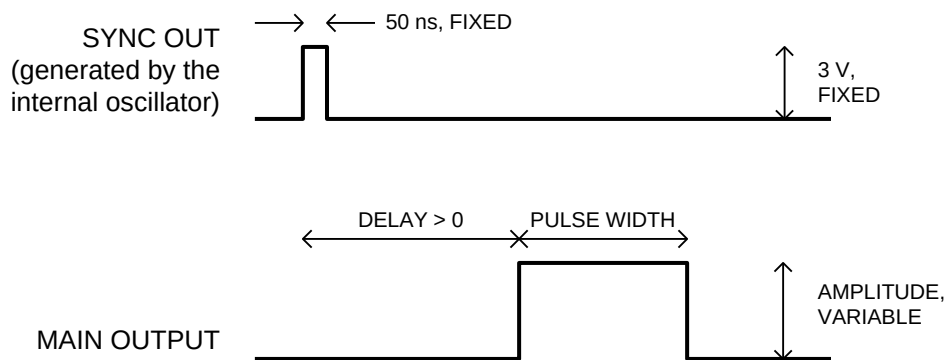 50 ns, FIXED
SYNC OUT
(generated by the
internal oscillator)
3 V,
FIXED
DELAY > 0
PULSE WIDTH
AMPLITUDE,
VARIABLE
MAIN OUTPUT